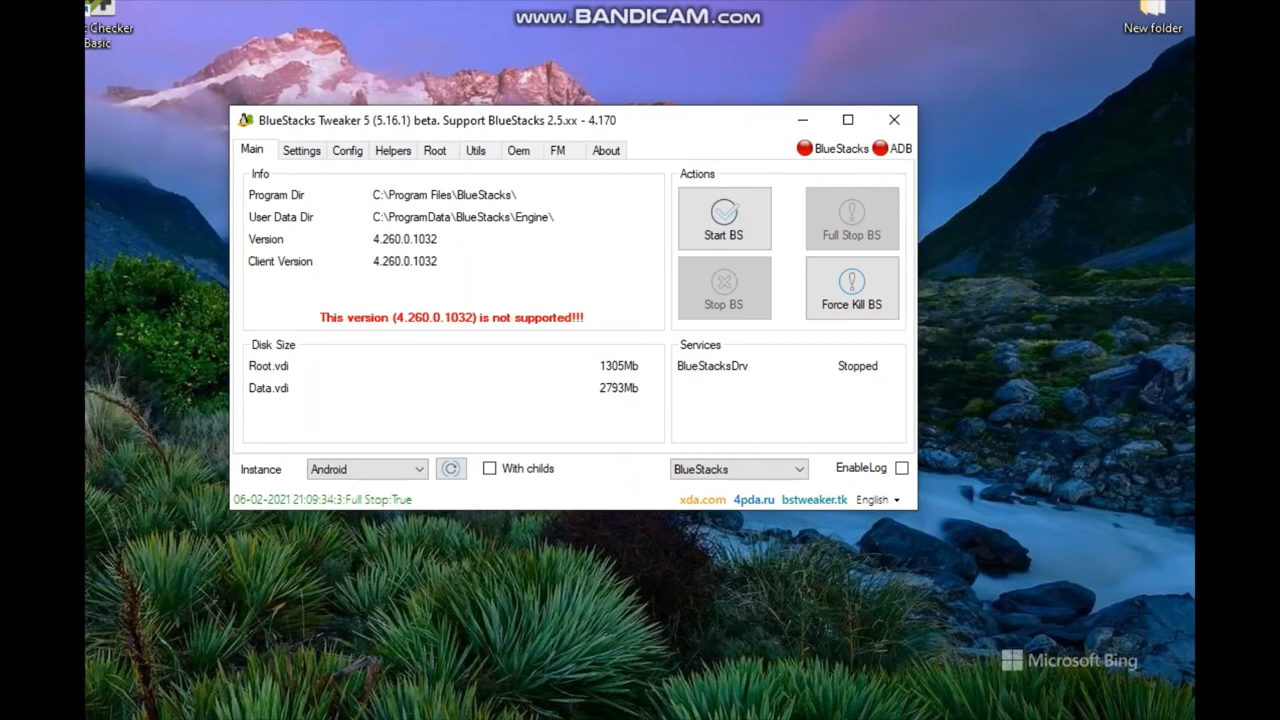 www.BANDICAM.com
Checker
Basic
New folder
BlueStacks Tweaker 5 (5.16.1) beta. Support BlueStacks 2.5.xx - 4.170
Main Settings Config Helpers Root Utils Oem FM About BlueStacks ADB
Info
Program Dir C:\Program Files\BlueStacks\
User Data Dir C:\ProgramData\BlueStacks\Engine\
Version 4.260.0.1032
Client Version 4.260.0.1032
This version (4.260.0.1032) is not supported!!!
Actions
Start BS Full Stop BS
Stop BS Force Kill BS
Disk Size
Root.vdi 1305Mb
Data.vdi 2793Mb
Services
BlueStacksDrv Stopped
Instance Android With childs BlueStacks EnableLog
06-02-2021 21:09:34:3:Full Stop:True xda.com 4pda.ru bstweaker.tk English
Microsoft Bing